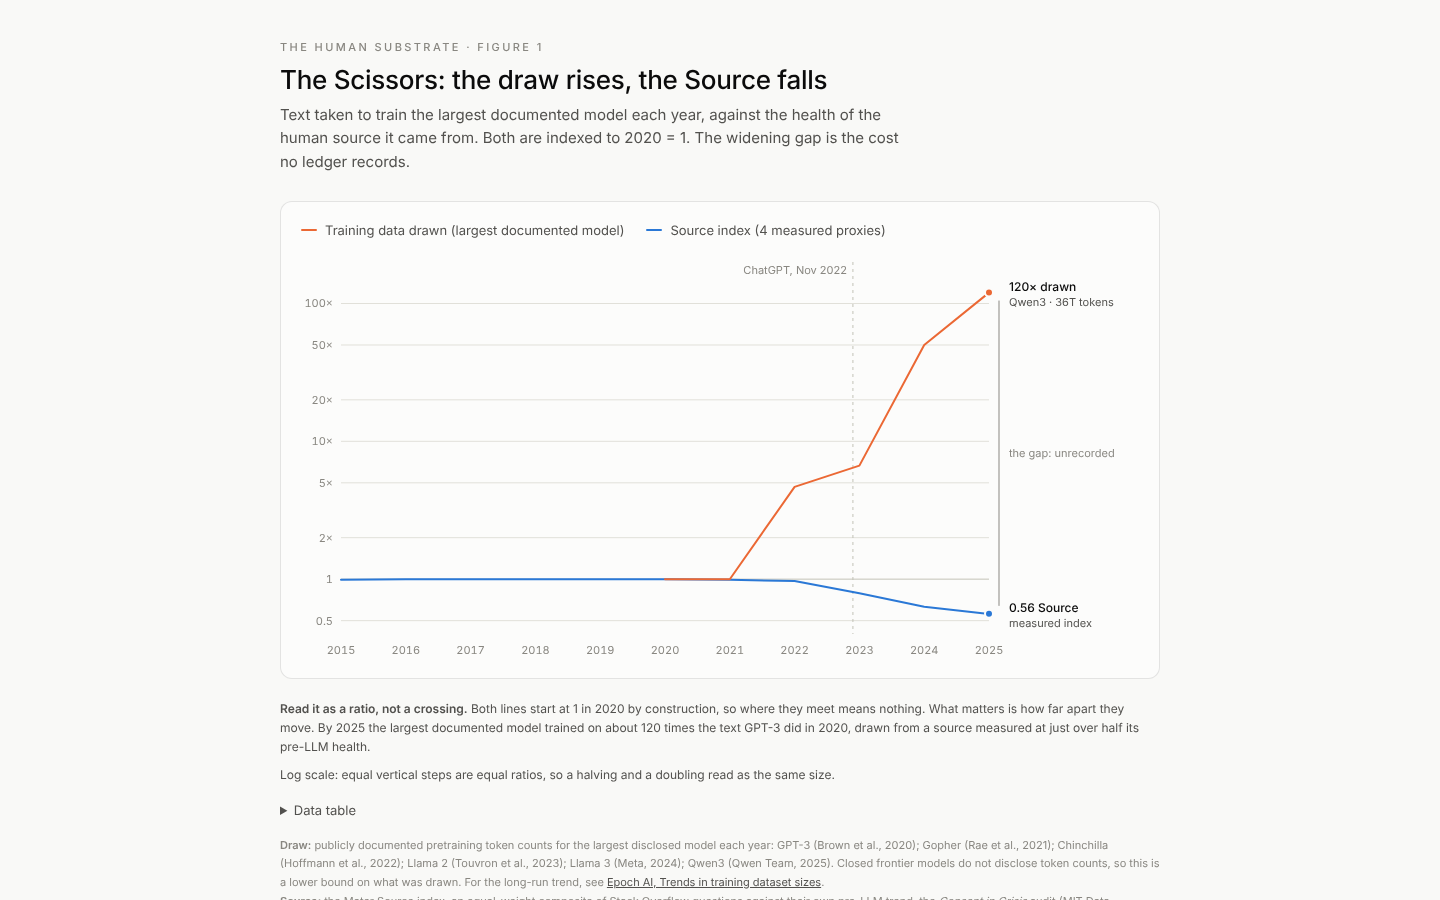 THE HUMAN SUBSTRATE · FIGURE 1
The Scissors: the draw rises, the Source falls
Text taken to train the largest documented model each year, against the health of the
human source it came from. Both are indexed to 2020 = 1. The widening gap is the cost
no ledger records.
Training data drawn (largest documented model)
Source index (4 measured proxies)
ChatGPT, Nov 2022
120× drawn
Qwen3 · 36T tokens
100×
50×
20×
10×
the gap: unrecorded
5×
2×
1
0.56 Source
measured index
0.5
2015 2016 2017 2018 2019 2020 2021 2022 2023 2024 2025
Read it as a ratio, not a crossing. Both lines start at 1 in 2020 by construction, so where they meet means nothing. What matters is how far apart they
move. By 2025 the largest documented model trained on about 120 times the text GPT-3 did in 2020, drawn from a source measured at just over half its
pre-LLM health.
Log scale: equal vertical steps are equal ratios, so a halving and a doubling read as the same size.
Data table
Draw: publicly documented pretraining token counts for the largest disclosed model each year: GPT-3 (Brown et al., 2020); Gopher (Rae et al., 2021); Chinchilla
(Hoffmann et al., 2022); Llama 2 (Touvron et al., 2023); Llama 3 (Meta, 2024); Qwen3 (Qwen Team, 2025). Closed frontier models do not disclose token counts, so this is
a lower bound on what was drawn. For the long-run trend, see Epoch AI, Trends in training dataset sizes.